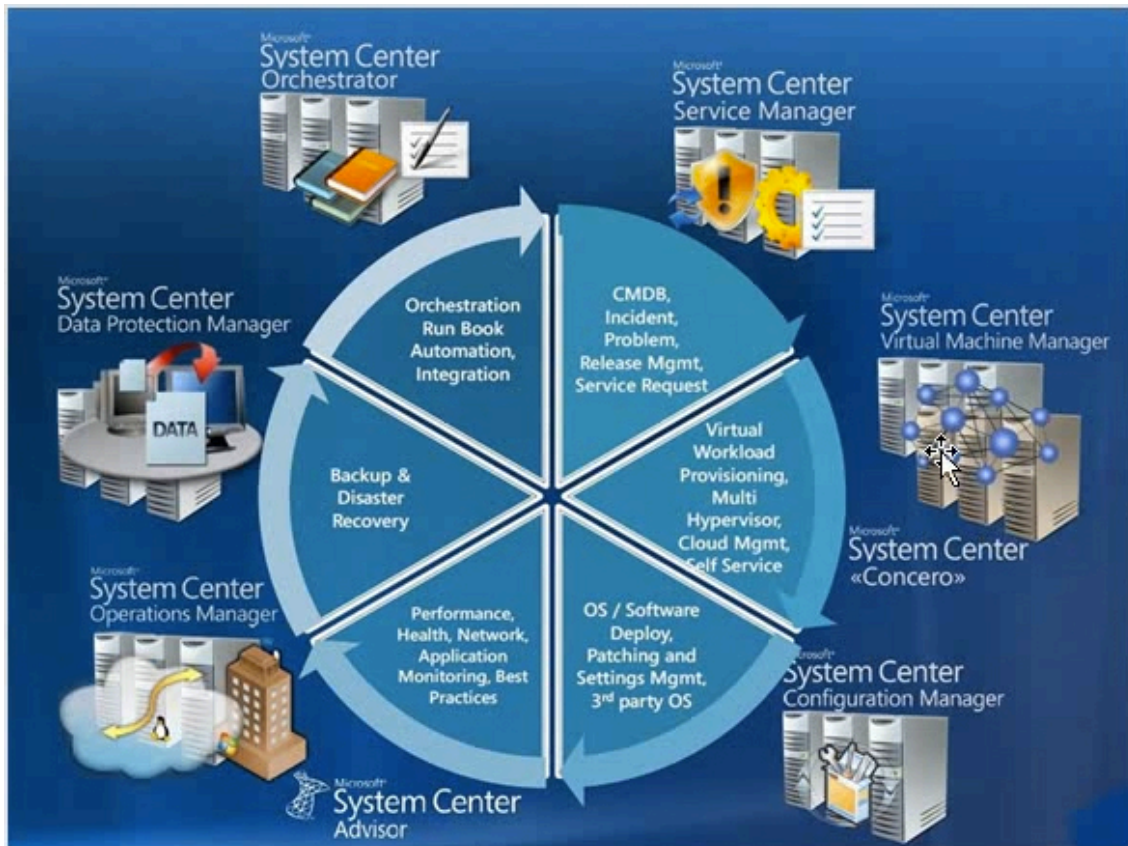 Microsoft®
System Center
Orchestrator
Microsoft®
System Center
Service Manager
Microsoft®
System Center
Data Protection Manager
DATA
Microsoft®
System Center
Virtual Machine Manager
Orchestration
Run Book
Automation,
Integration
CMDB,
Incident,
Problem,
Release Mgmt,
Service Request
Backup &
Disaster
Recovery
Virtual
Workload
Provisioning,
Multi
Hypervisor,
Cloud Mgmt,
Self Service
Microsoft®
System Center
«Concero»
Microsoft®
System Center
Operations Manager
Performance,
Health, Network,
Application
Monitoring, Best
Practices
OS / Software
Deploy,
Patching and
Settings Mgmt,
3rd party OS
Microsoft®
System Center
Configuration Manager
Microsoft®
System Center
Advisor